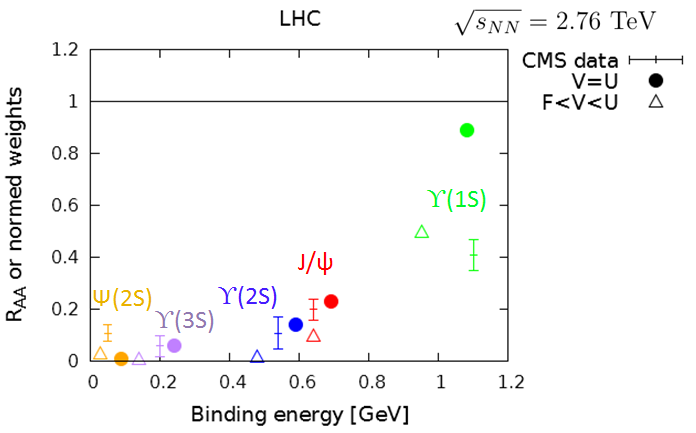 LHC
√s_NN = 2.76 TeV
CMS data
V=U
F<V<U
1.2
1
0.8
0.6
0.4
0.2
0
R_AA or normed weights
ϒ(1S)
J/ψ
ϒ(2S)
Ψ(2S)
ϒ(3S)
0 0.2 0.4 0.6 0.8 1 1.2
Binding energy [GeV]